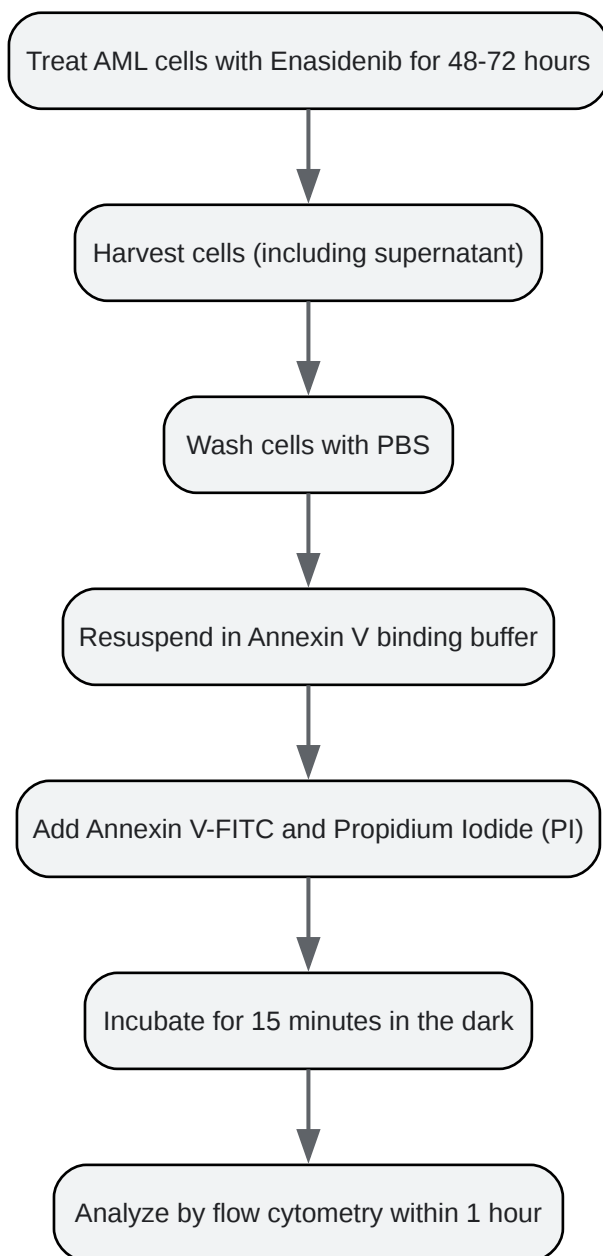 Treat AML cells with Enasidenib for 48-72 hours
Harvest cells (including supernatant)
Wash cells with PBS
Resuspend in Annexin V binding buffer
Add Annexin V-FITC and Propidium Iodide (PI)
Incubate for 15 minutes in the dark
Analyze by flow cytometry within 1 hour